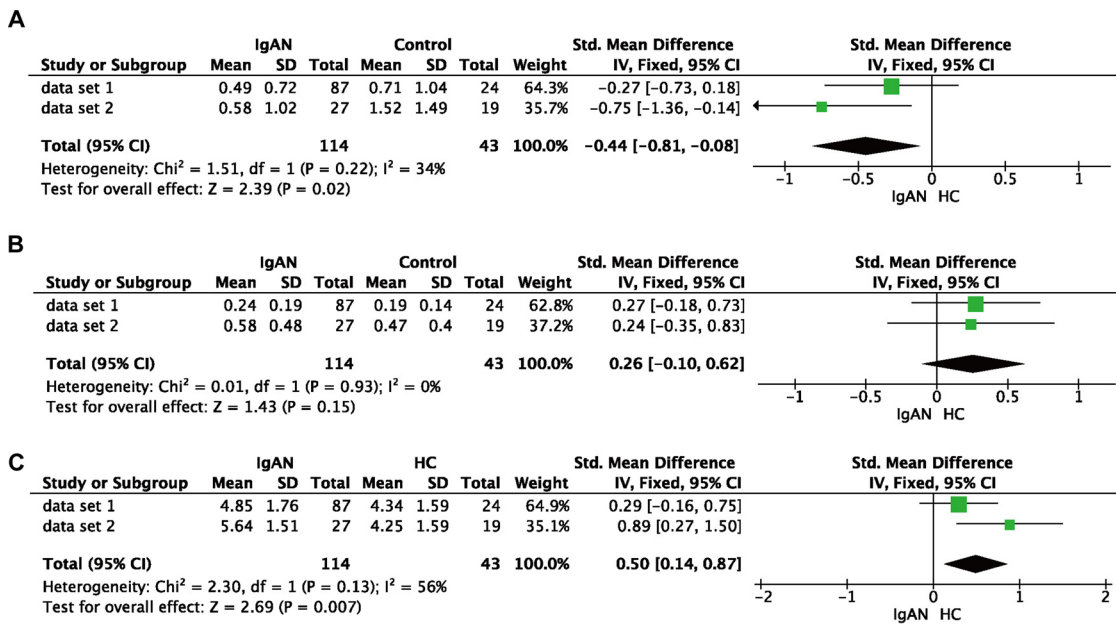 A
IgAN Control Std. Mean Difference Std. Mean Difference
Study or Subgroup Mean SD Total Mean SD Total Weight IV, Fixed, 95% CI IV, Fixed, 95% CI
data set 1 0.49 0.72 87 0.71 1.04 24 64.3% −0.27 [−0.73, 0.18]
data set 2 0.58 1.02 27 1.52 1.49 19 35.7% −0.75 [−1.36, −0.14]
Total (95% CI) 114 43 100.0% −0.44 [−0.81, −0.08]
Heterogeneity: Chi² = 1.51, df = 1 (P = 0.22); I² = 34%
Test for overall effect: Z = 2.39 (P = 0.02)
−1 −0.5 0 0.5 1
IgAN HC
B
IgAN Control Std. Mean Difference Std. Mean Difference
Study or Subgroup Mean SD Total Mean SD Total Weight IV, Fixed, 95% CI IV, Fixed, 95% CI
data set 1 0.24 0.19 87 0.19 0.14 24 62.8% 0.27 [−0.18, 0.73]
data set 2 0.58 0.48 27 0.47 0.4 19 37.2% 0.24 [−0.35, 0.83]
Total (95% CI) 114 43 100.0% 0.26 [−0.10, 0.62]
Heterogeneity: Chi² = 0.01, df = 1 (P = 0.93); I² = 0%
Test for overall effect: Z = 1.43 (P = 0.15)
−1 −0.5 0 0.5 1
IgAN HC
C
IgAN HC Std. Mean Difference Std. Mean Difference
Study or Subgroup Mean SD Total Mean SD Total Weight IV, Fixed, 95% CI IV, Fixed, 95% CI
data set 1 4.85 1.76 87 4.34 1.59 24 64.9% 0.29 [−0.16, 0.75]
data set 2 5.64 1.51 27 4.25 1.59 19 35.1% 0.89 [0.27, 1.50]
Total (95% CI) 114 43 100.0% 0.50 [0.14, 0.87]
Heterogeneity: Chi² = 2.30, df = 1 (P = 0.13); I² = 56%
Test for overall effect: Z = 2.69 (P = 0.007)
−2 −1 0 1 2
IgAN HC